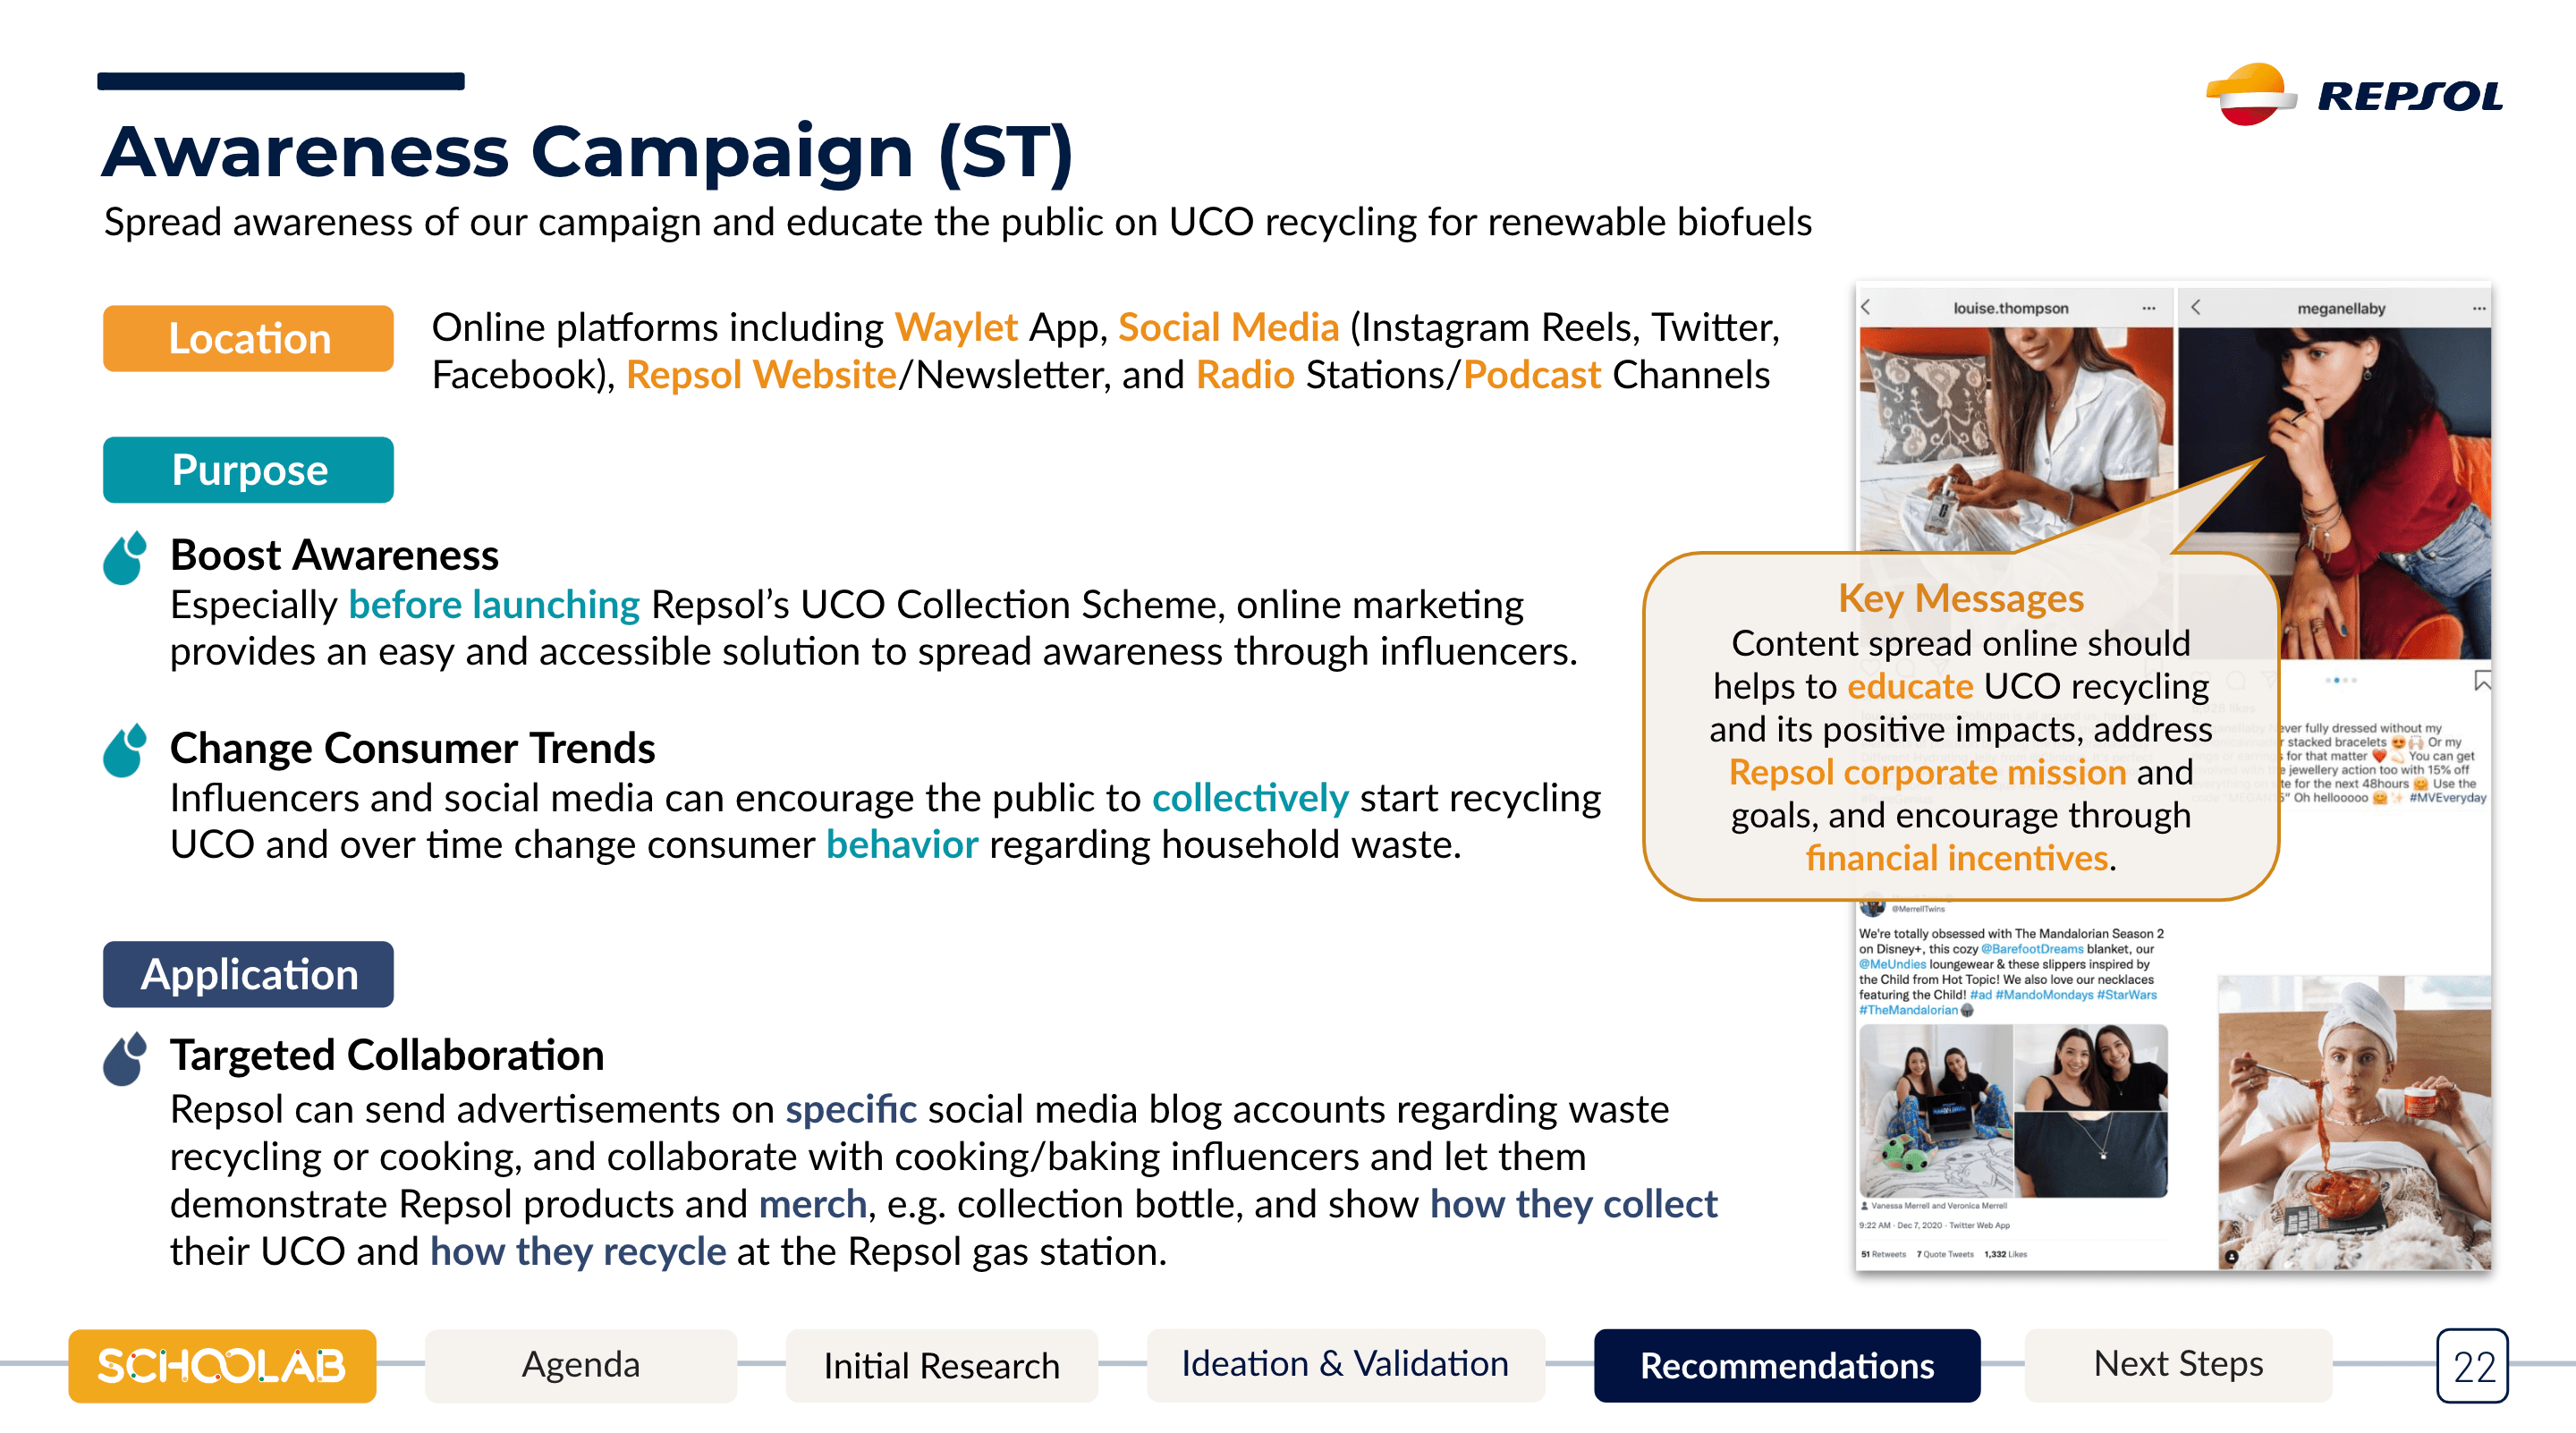 REPSOL
Awareness Campaign (ST)
Spread awareness of our campaign and educate the public on UCO recycling for renewable biofuels
Location
Online platforms including Waylet App, Social Media (Instagram Reels, Twitter,
Facebook), Repsol Website/Newsletter, and Radio Stations/Podcast Channels
Purpose
Boost Awareness
Especially before launching Repsol’s UCO Collection Scheme, online marketing
provides an easy and accessible solution to spread awareness through influencers.
Change Consumer Trends
Influencers and social media can encourage the public to collectively start recycling
UCO and over time change consumer behavior regarding household waste.
Application
Targeted Collaboration
Repsol can send advertisements on specific social media blog accounts regarding waste
recycling or cooking, and collaborate with cooking/baking influencers and let them
demonstrate Repsol products and merch, e.g. collection bottle, and show how they collect
their UCO and how they recycle at the Repsol gas station.
louise.thompson
meganellaby
Key Messages
Content spread online should
helps to educate UCO recycling
and its positive impacts, address
Repsol corporate mission and
goals, and encourage through
financial incentives.
ever fully dressed without my
stacked bracelets 😍🙌 Or my
for that matter ❤️ You can get
jewellery action too with 15% off
for the next 48hours 🤗 Use the
Oh hellooooo 🤗✨ #MVEveryday
@MerrellTwins
We're totally obsessed with The Mandalorian Season 2
on Disney+, this cozy @BarefootDreams blanket, our
@MeUndies loungewear & these slippers inspired by
the Child from Hot Topic! We also love our necklaces
featuring the Child! #ad #MandoMondays #StarWars
#TheMandalorian
Vanessa Merrell and Veronica Merrell
9:22 AM · Dec 7, 2020 · Twitter Web App
51 Retweets 7 Quote Tweets 1,332 Likes
SCHOOLAB
Agenda
Initial Research
Ideation & Validation
Recommendations
Next Steps
22